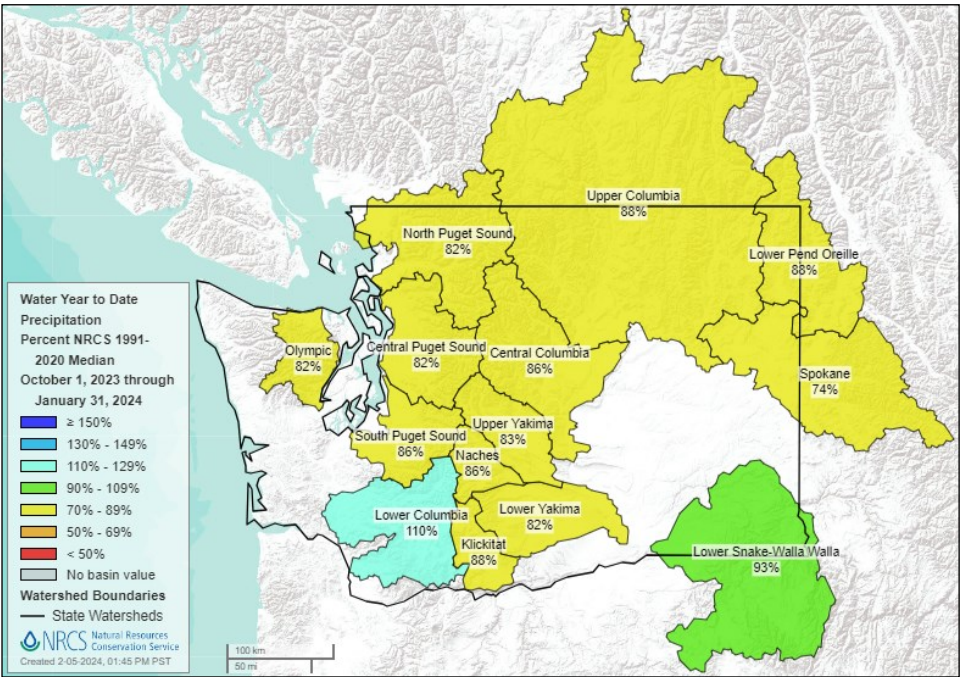 Upper Columbia
88%
North Puget Sound
82%
Lower Pend Oreille
88%
Water Year to Date
Precipitation
Percent NRCS 1991-
2020 Median
October 1, 2023 through
January 31, 2024
≥ 150%
130% - 149%
110% - 129%
90% - 109%
70% - 89%
50% - 69%
< 50%
No basin value
Watershed Boundaries
State Watersheds
NRCS Natural Resources
Conservation Service
Created 2-05-2024, 01:45 PM PST
Olympic
82%
Central Puget Sound
82%
Central Columbia
86%
Spokane
74%
South Puget Sound
86%
Upper Yakima
83%
Naches
86%
Lower Columbia
110%
Lower Yakima
82%
Klickitat
88%
Lower Snake-Walla Walla
93%
100 km
50 mi